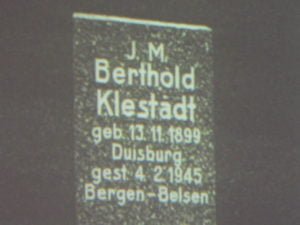 J. M.
Berthold
Klestadt
geb. 13.11.1899
Duisburg
gest. 4.2.1945
Bergen-Belsen